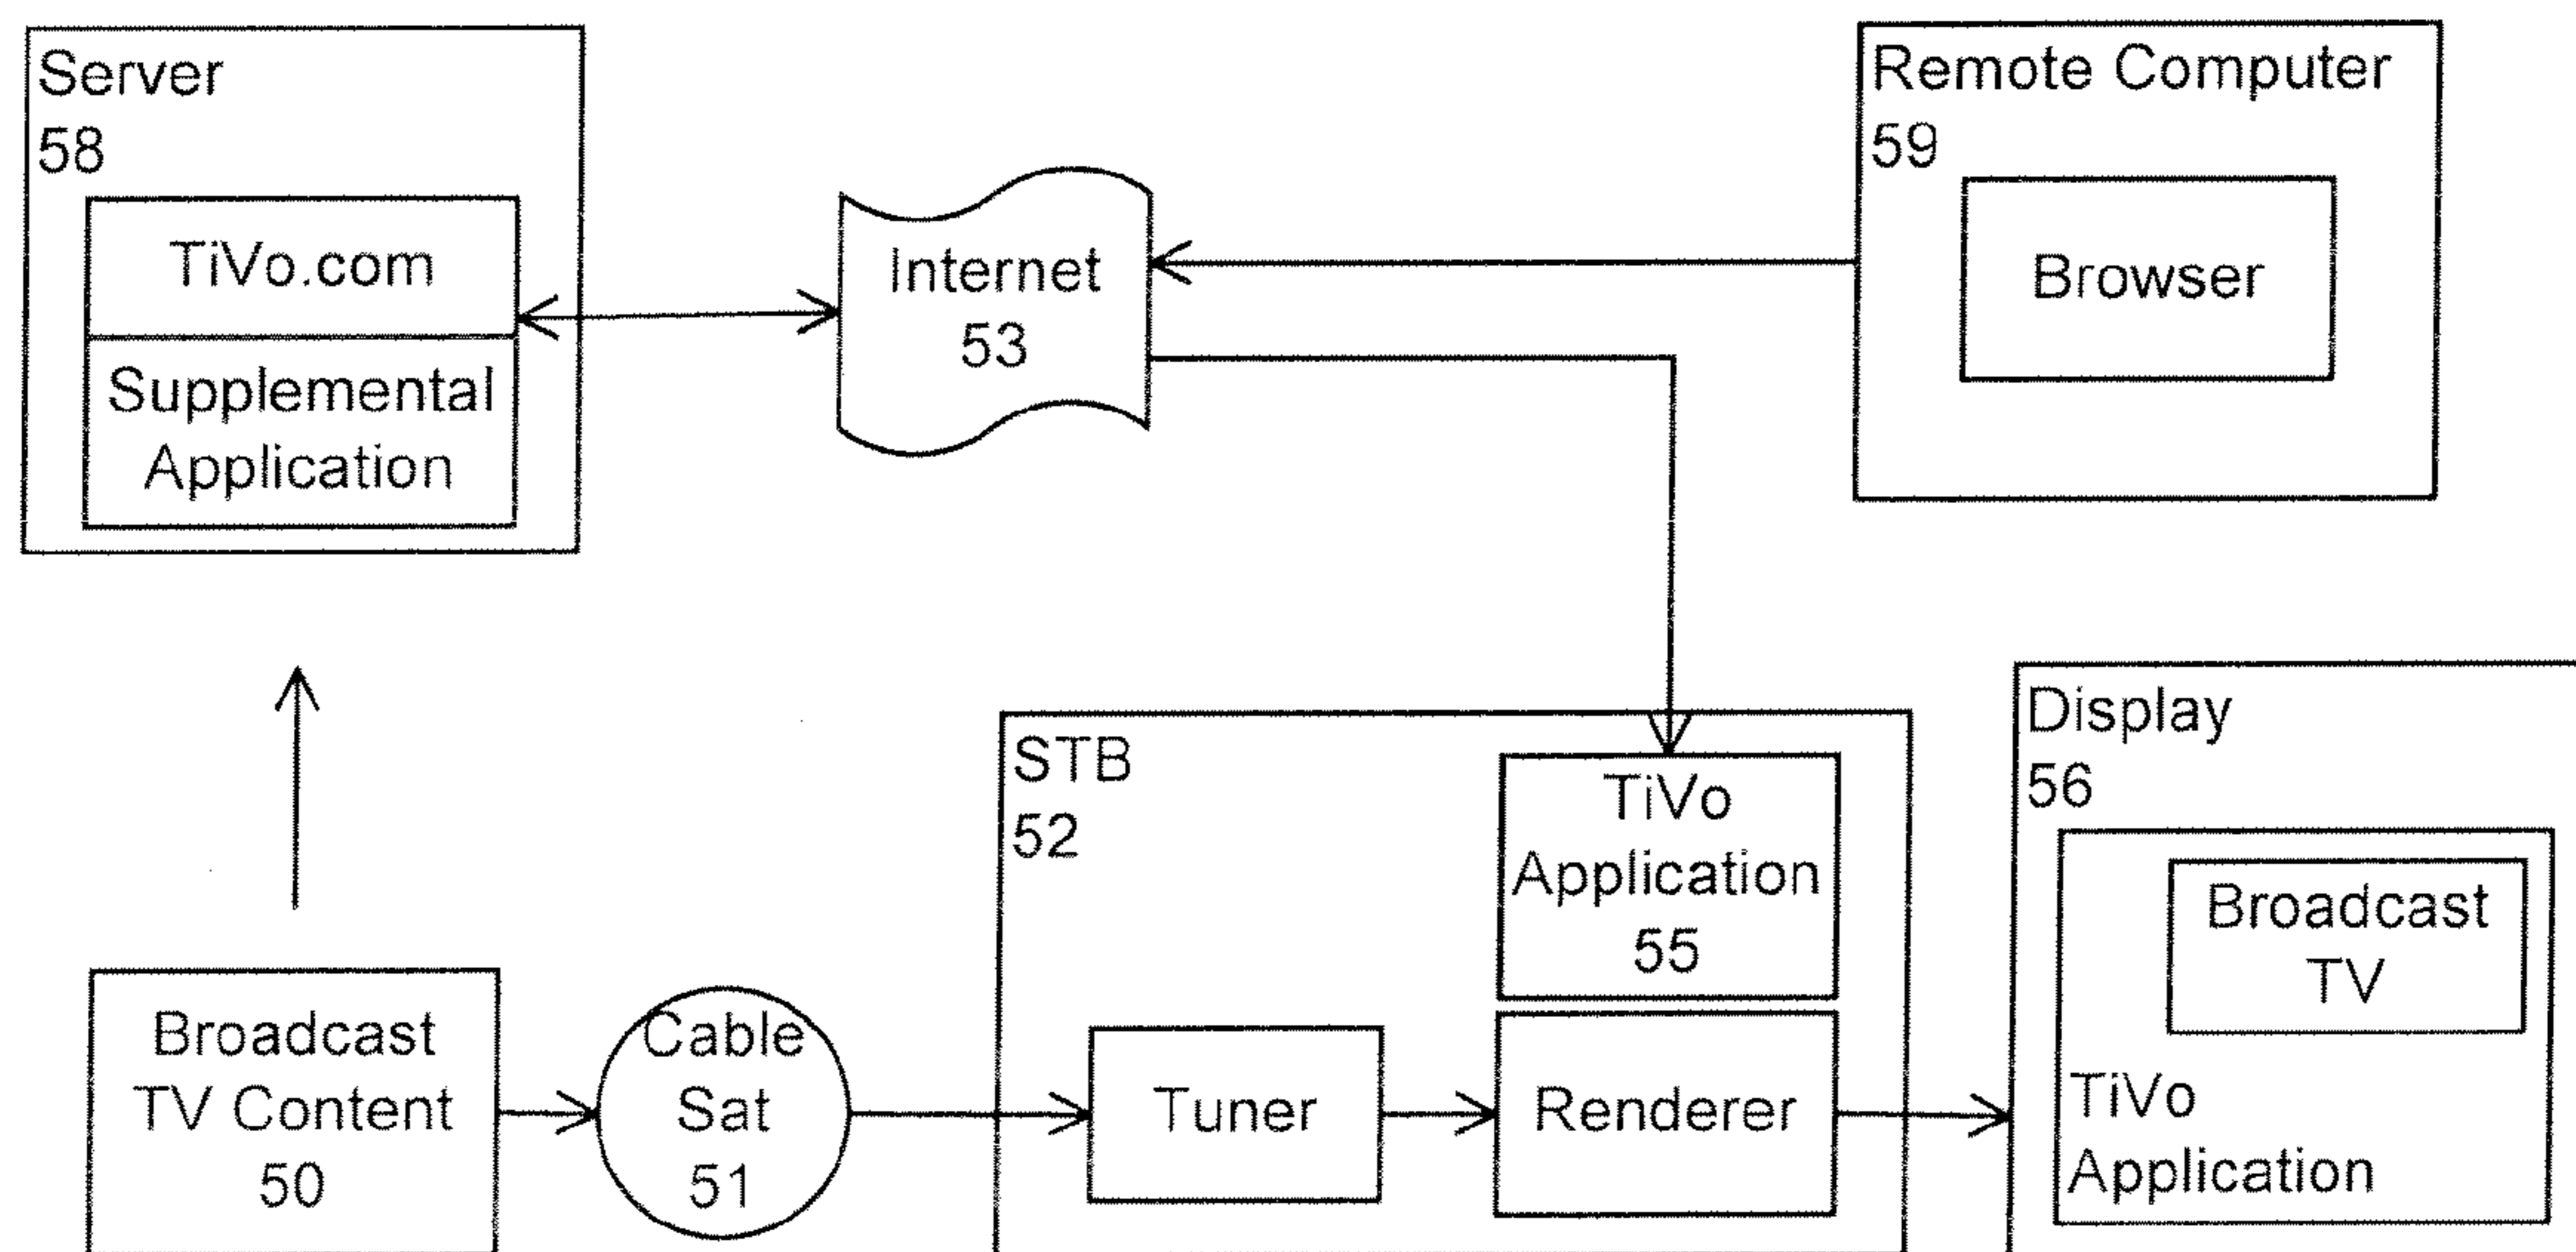 Server
58
TiVo.com
Supplemental
Application
Internet
53
Remote Computer
59
Browser
Broadcast
TV Content
50
Cable
Sat
51
STB
52
TiVo
Application
55
Tuner
Renderer
Display
56
Broadcast
TV
TiVo
Application